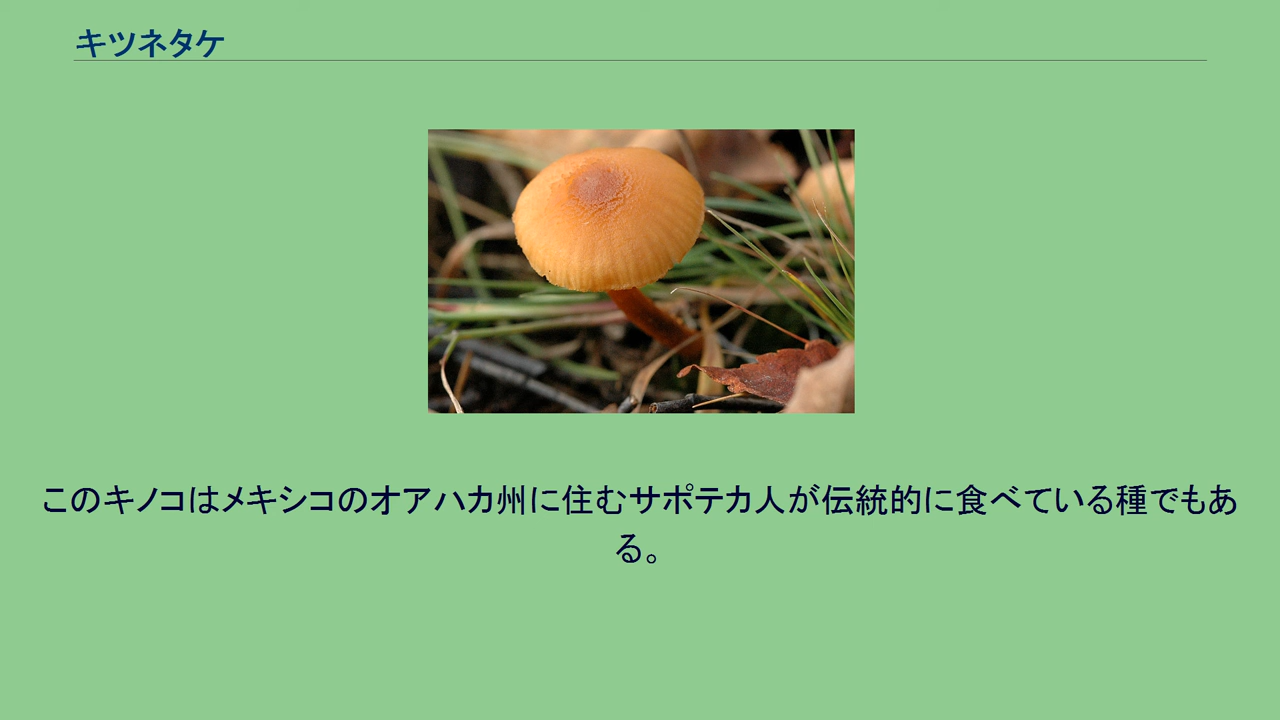 キツネタケ
このキノコはメキシコのオアハカ州に住むサポテカ人が伝統的に食べている種でもあ
る。